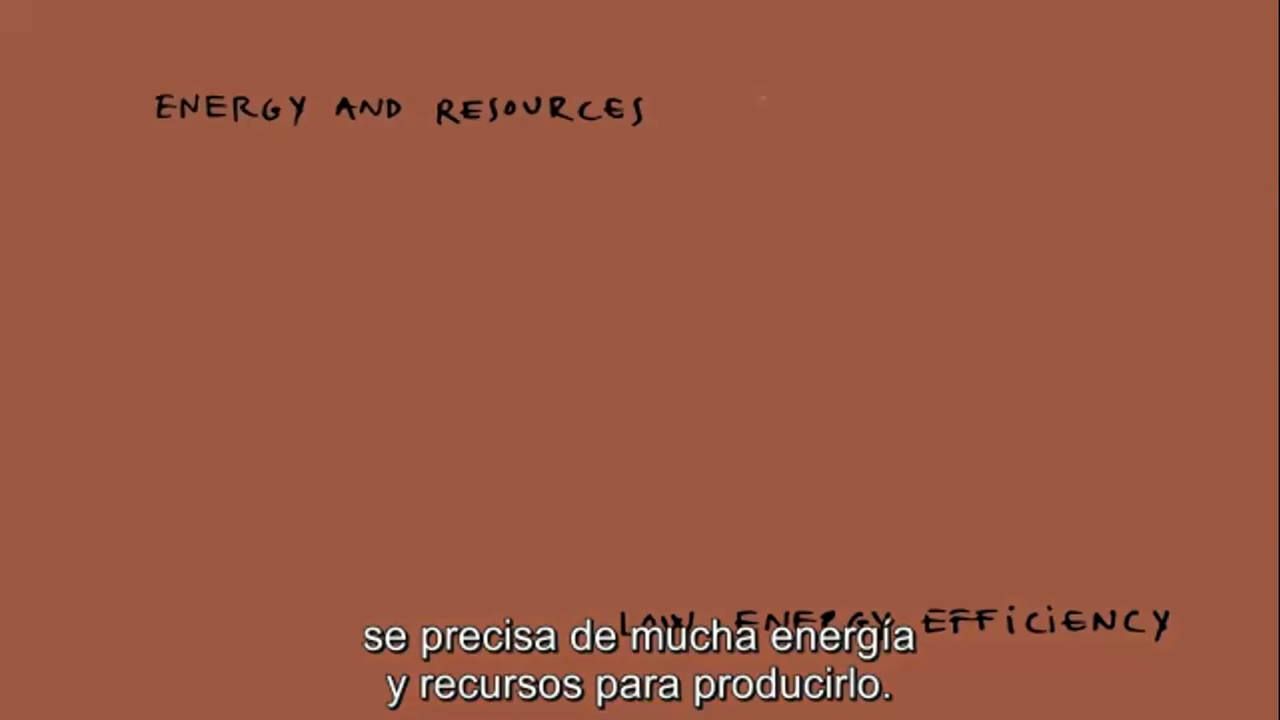 ENERGY AND RESOURCES
LOW ENERGY EFFICIENCY
se precisa de mucha energía
y recursos para producirlo.